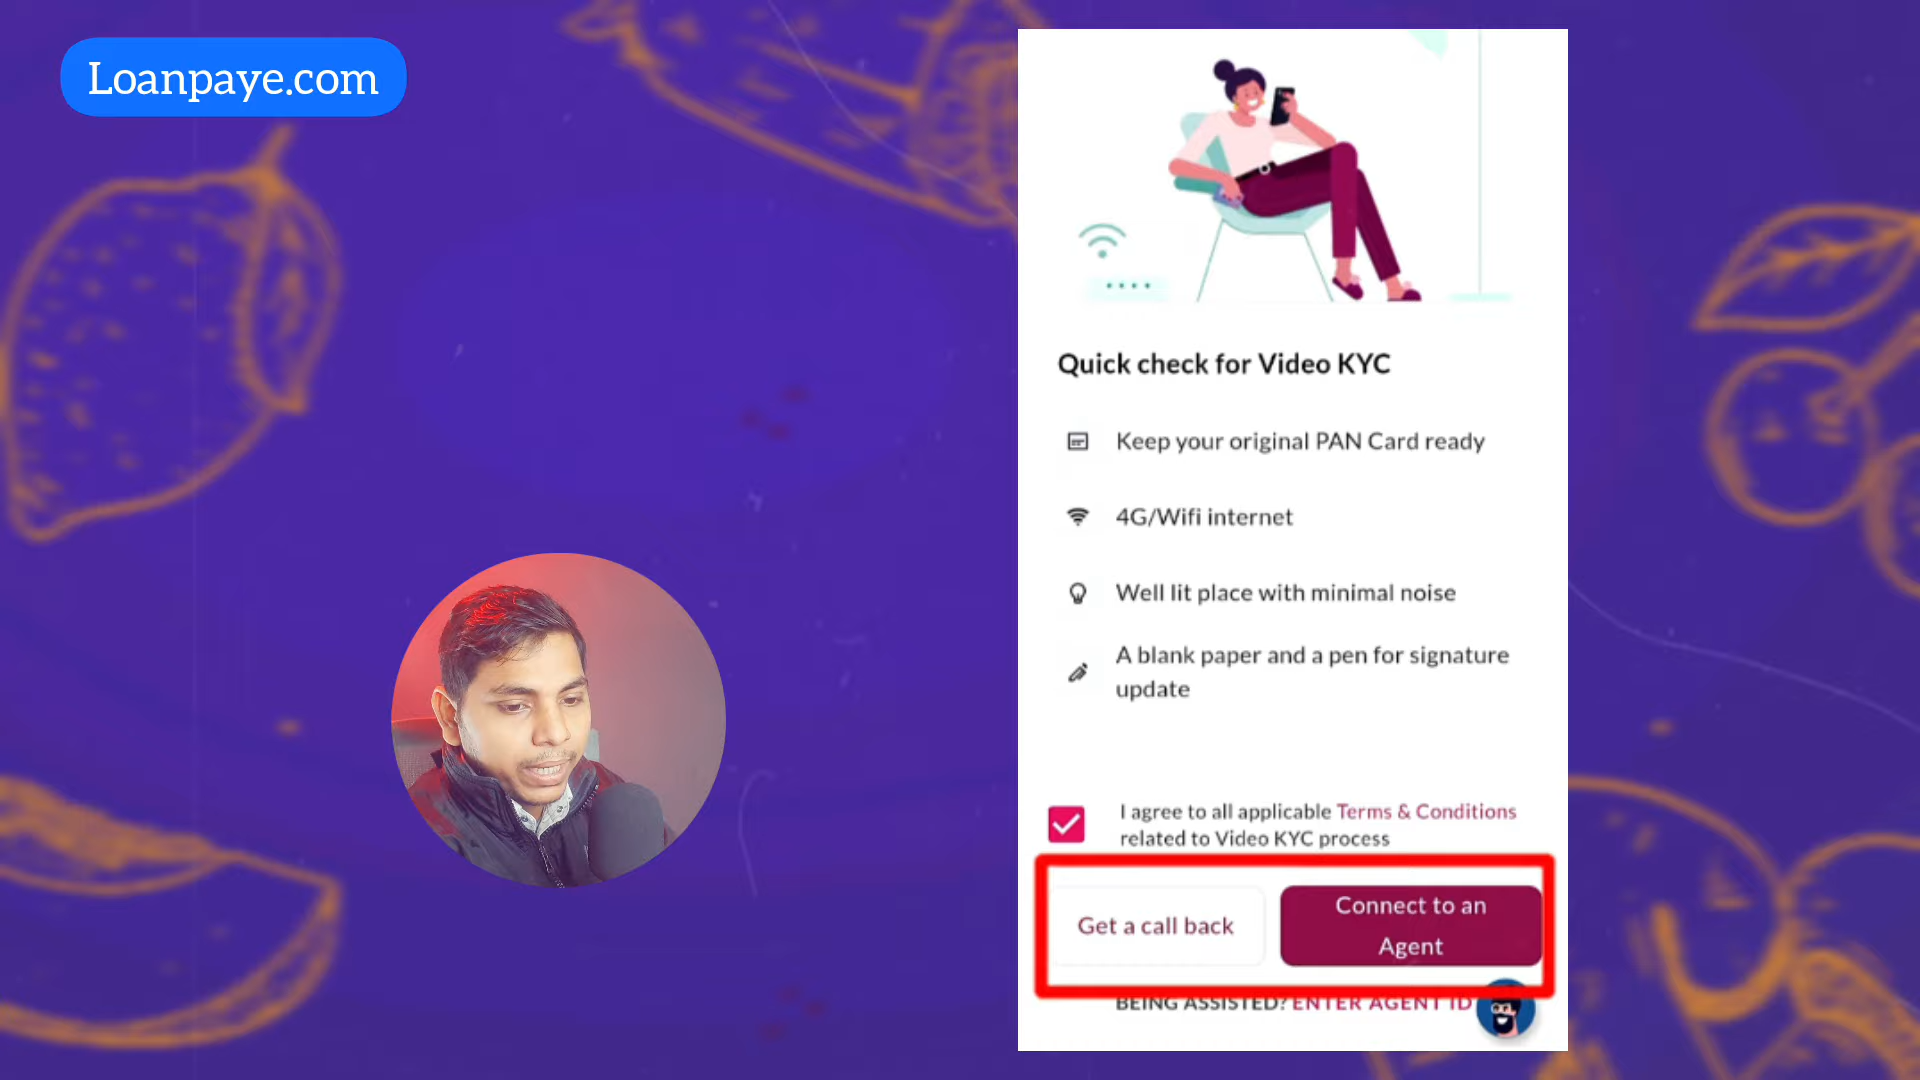 Loanpaye.com
Quick check for Video KYC
Keep your original PAN Card ready
4G/Wifi internet
Well lit place with minimal noise
A blank paper and a pen for signature
update
I agree to all applicable Terms & Conditions
related to Video KYC process
Get a call back
Connect to an
Agent
BEING ASSISTED? ENTER AGENT ID